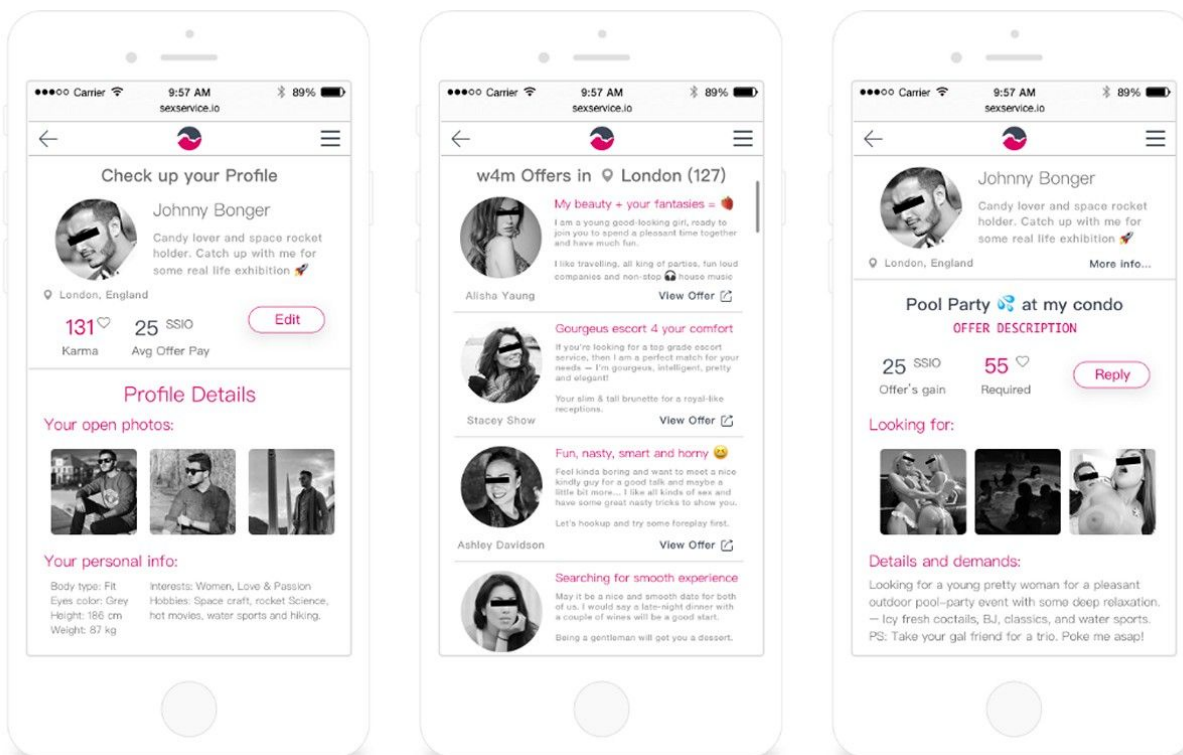 ●●●○○ Carrier 9:57 AM 89%
sexservice.io
Check up your Profile
Johnny Bonger
Candy lover and space rocket
holder. Catch up with me for
some real life exhibition 🚀
London, England
131♡ 25 SSIO
Edit
Karma Avg Offer Pay
Profile Details
Your open photos:
Your personal info:
Body type: Fit
Eyes color: Grey
Height: 186 cm
Weight: 87 kg
Interests: Women, Love & Passion
Hobbies: Space craft, rocket Science,
hot movies, water sports and hiking.
●●●○○ Carrier 9:57 AM 89%
sexservice.io
w4m Offers in London (127)
My beauty + your fantasies = 🍓
I am a young good-looking girl, ready to
join you to spend a pleasant time together
and have much fun.
I like travelling, all king of parties, fun loud
companies and non-stop 🎧 house music
Alisha Yaung
View Offer
Gourgeus escort 4 your comfort
If you're looking for a top grade escort
service, then I am a perfect match for your
needs — I'm gourgeus, intelligent, pretty
and elegant!
Your slim & tall brunette for a royal-like
receptions.
Stacey Show
View Offer
Fun, nasty, smart and horny 😄
Feel kinda boring and want to meet a nice
kindly guy for a good talk and maybe a
little bit more... I like all kinds of sex and
have some great nasty tricks to show you.
Let's hookup and try some foreplay first.
Ashley Davidson
View Offer
Searching for smooth experience
May it be a nice and smooth date for both
of us. I would say a late-night dinner with
a couple of wines will be a good start.
Being a gentleman will get you a dessert.
●●●○○ Carrier 9:57 AM 89%
sexservice.io
Johnny Bonger
Candy lover and space rocket
holder. Catch up with me for
some real life exhibition 🚀
London, England
More info...
Pool Party 💦 at my condo
OFFER DESCRIPTION
25 SSIO 55 ♡
Reply
Offer's gain Required
Looking for:
Details and demands:
Looking for a young pretty woman for a pleasant
outdoor pool-party event with some deep relaxation.
— Icy fresh coctails, BJ, classics, and water sports.
PS: Take your gal friend for a trio. Poke me asap!